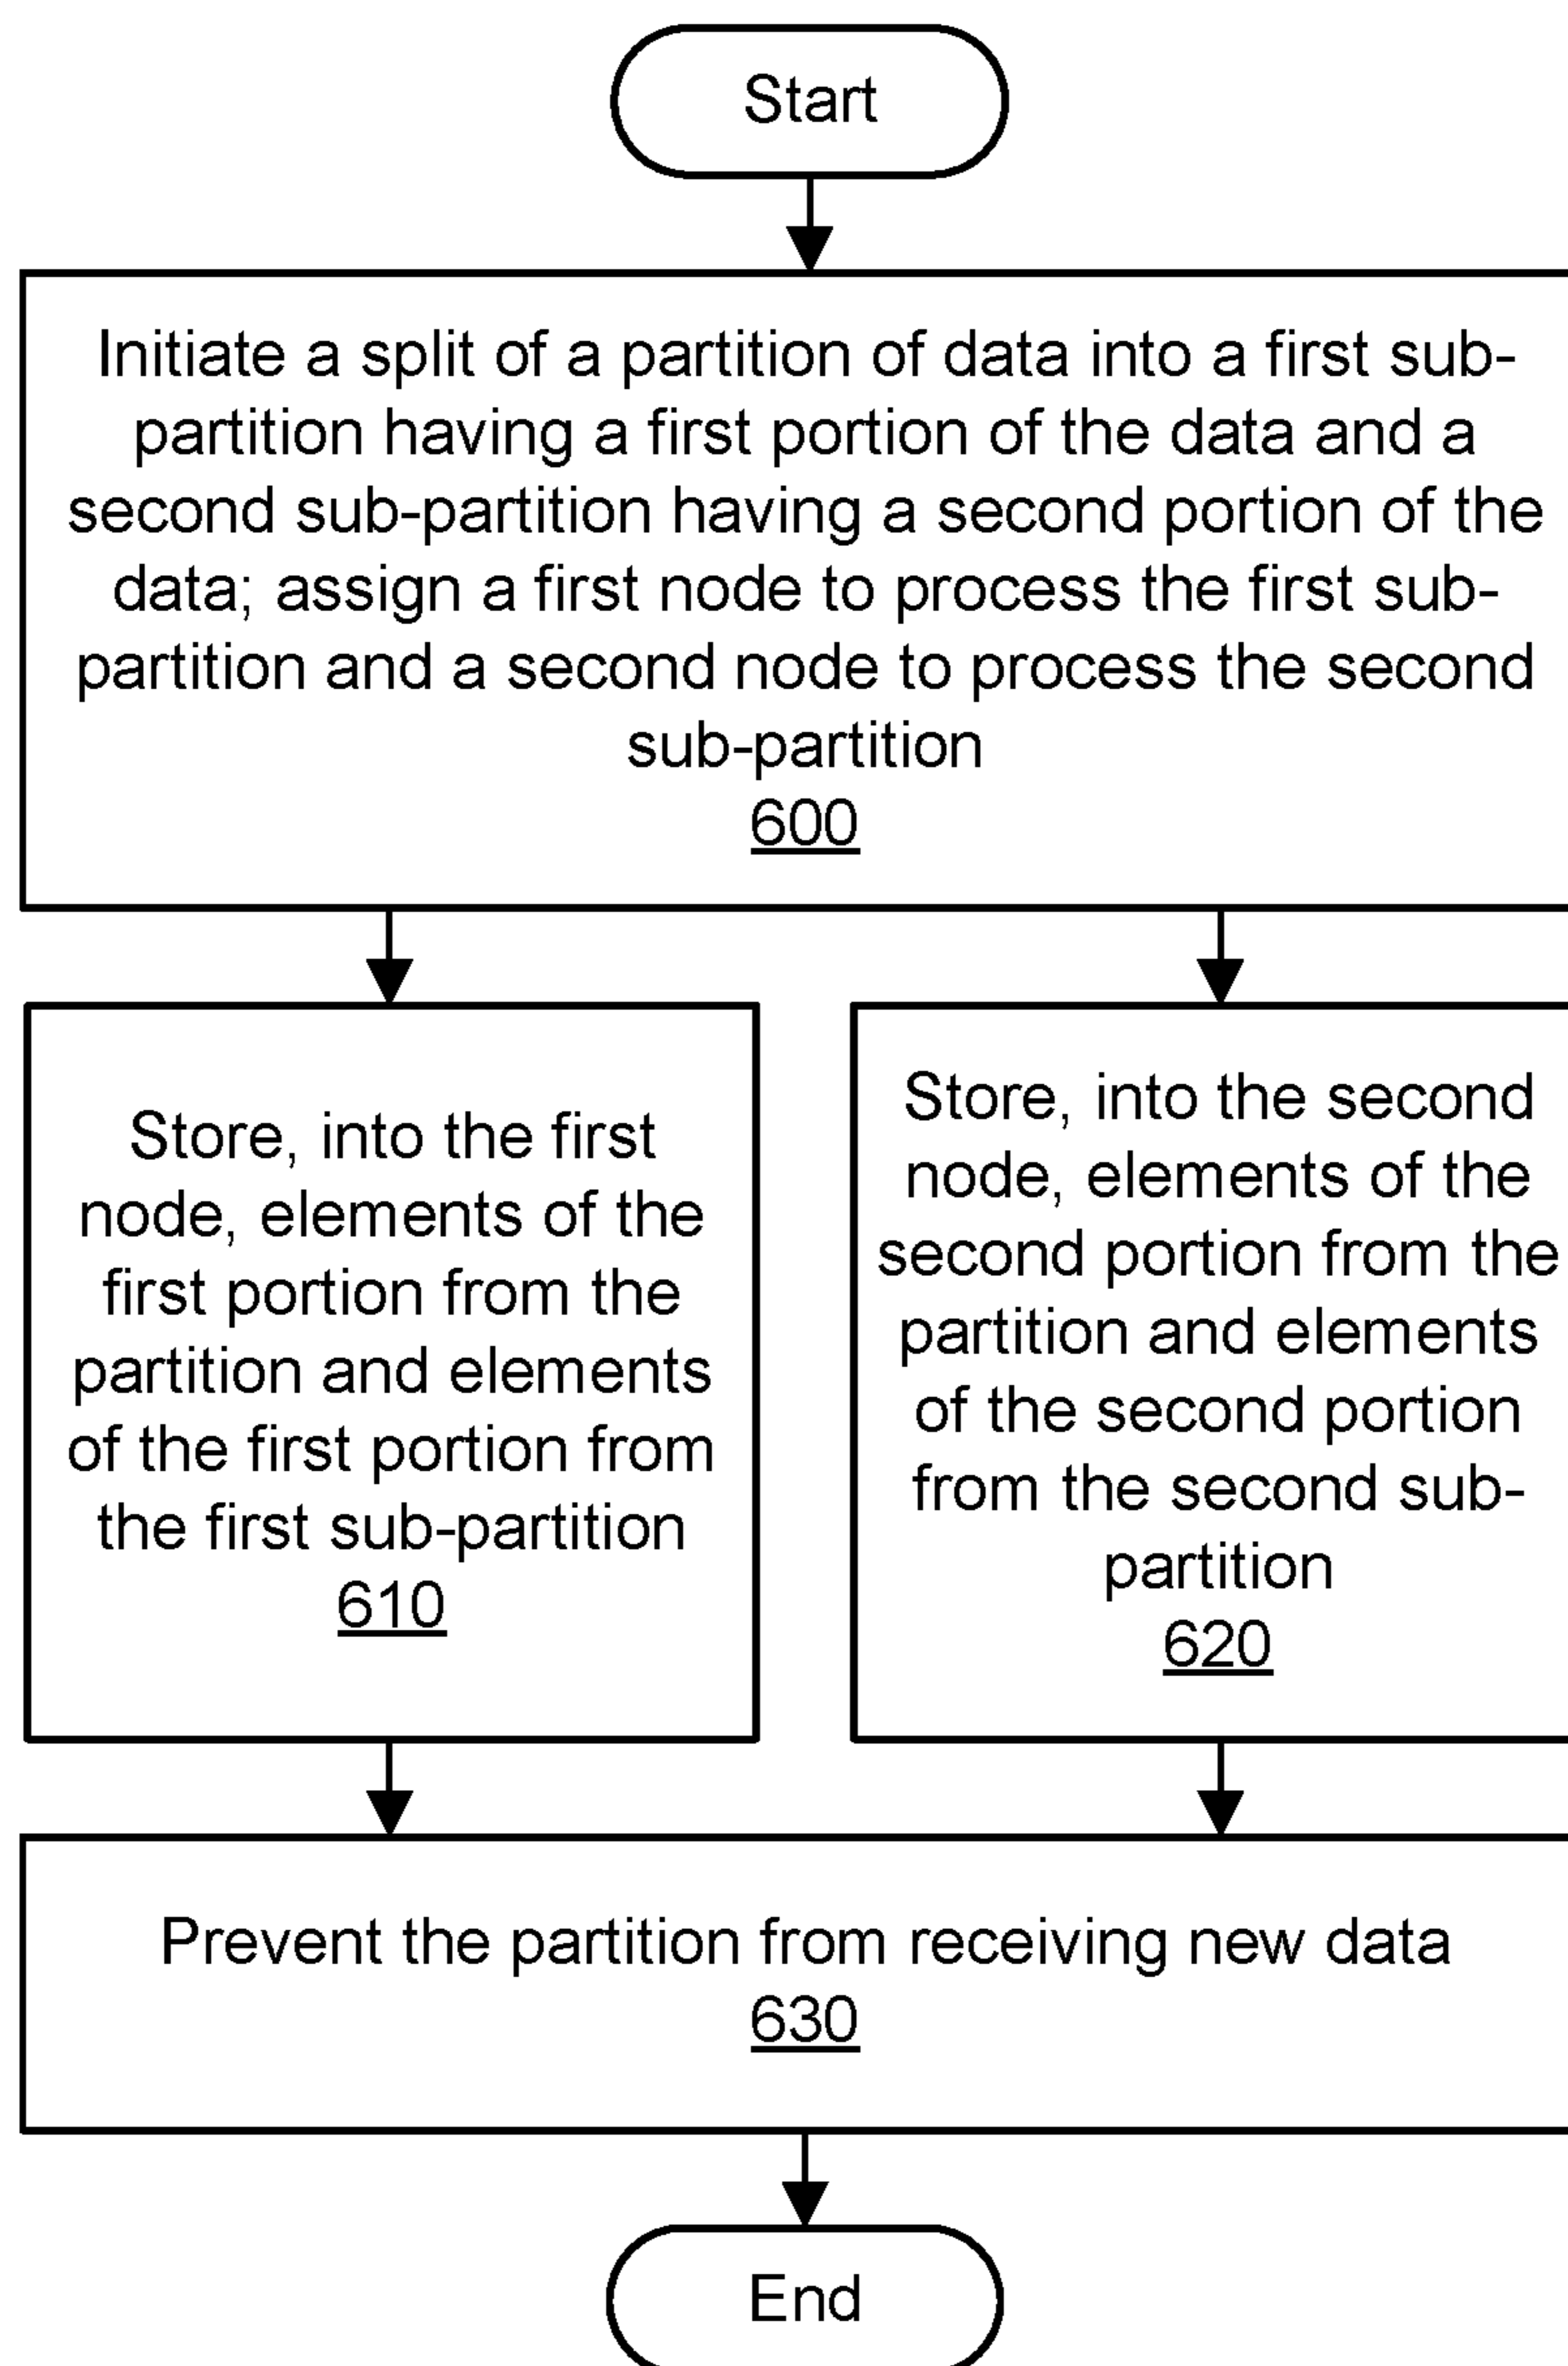 Start
Initiate a split of a partition of data into a first sub-
partition having a first portion of the data and a
second sub-partition having a second portion of the
data; assign a first node to process the first sub-
partition and a second node to process the second
sub-partition
600
Store, into the first
node, elements of the
first portion from the
partition and elements
of the first portion from
the first sub-partition
610
Store, into the second
node, elements of the
second portion from the
partition and elements
of the second portion
from the second sub-
partition
620
Prevent the partition from receiving new data
630
End